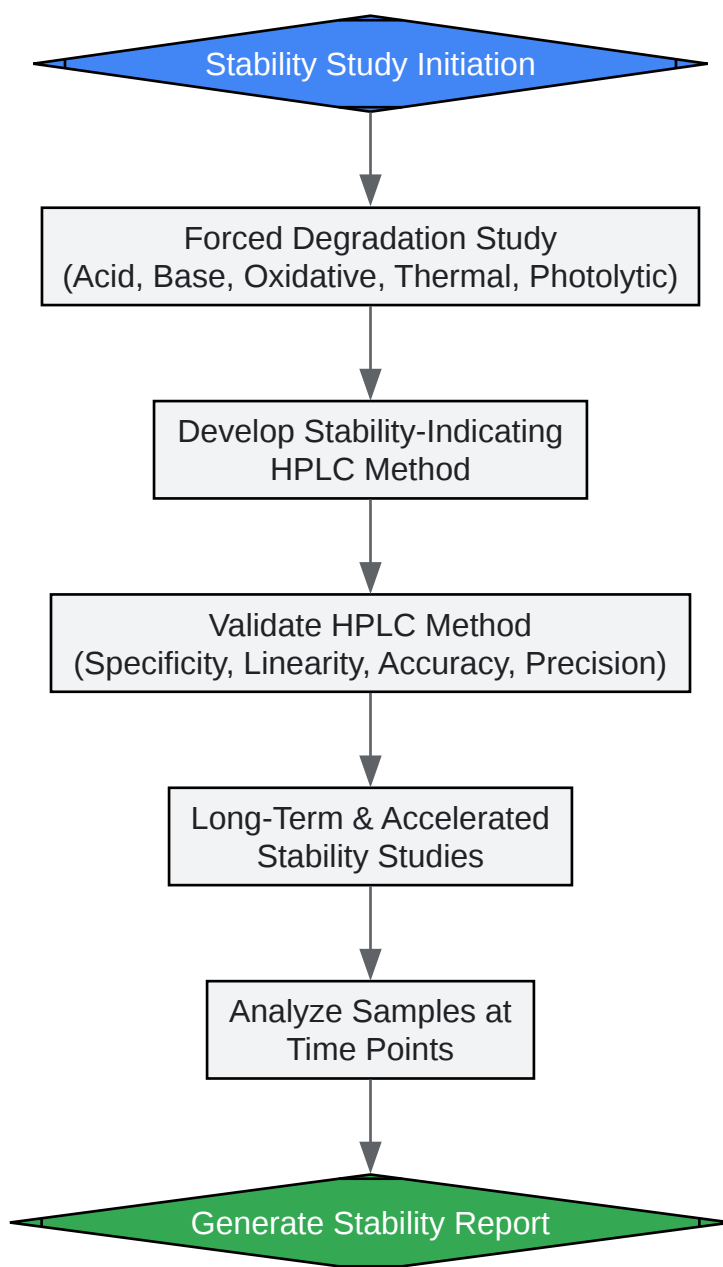 Stability Study Initiation
Forced Degradation Study
(Acid, Base, Oxidative, Thermal, Photolytic)
Develop Stability-Indicating
HPLC Method
Validate HPLC Method
(Specificity, Linearity, Accuracy, Precision)
Long-Term & Accelerated
Stability Studies
Analyze Samples at
Time Points
Generate Stability Report